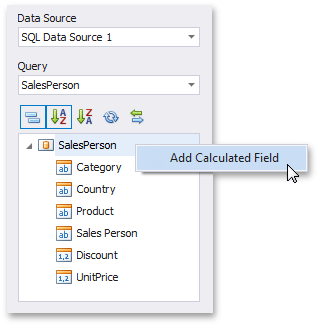 Data Source
SQL Data Source 1
Query
SalesPerson
A
Z
Z
A
SalesPerson
Add Calculated Field
ab Category
ab Country
ab Product
ab Sales Person
1,2 Discount
1,2 UnitPrice